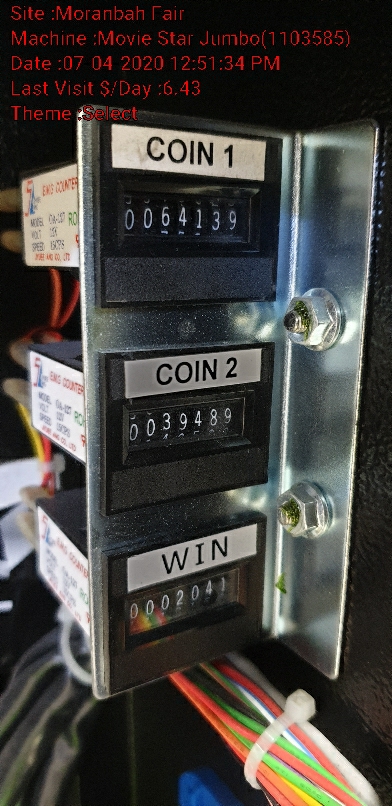 Site :Moranbah Fair
Machine :Movie Star Jumbo(1103585)
Date :07 04 2020 12:51:34 PM
Last Visit $/Day :6.43
Theme :Select
COIN 1
0064139
COIN 2
0039489
WIN
0002041